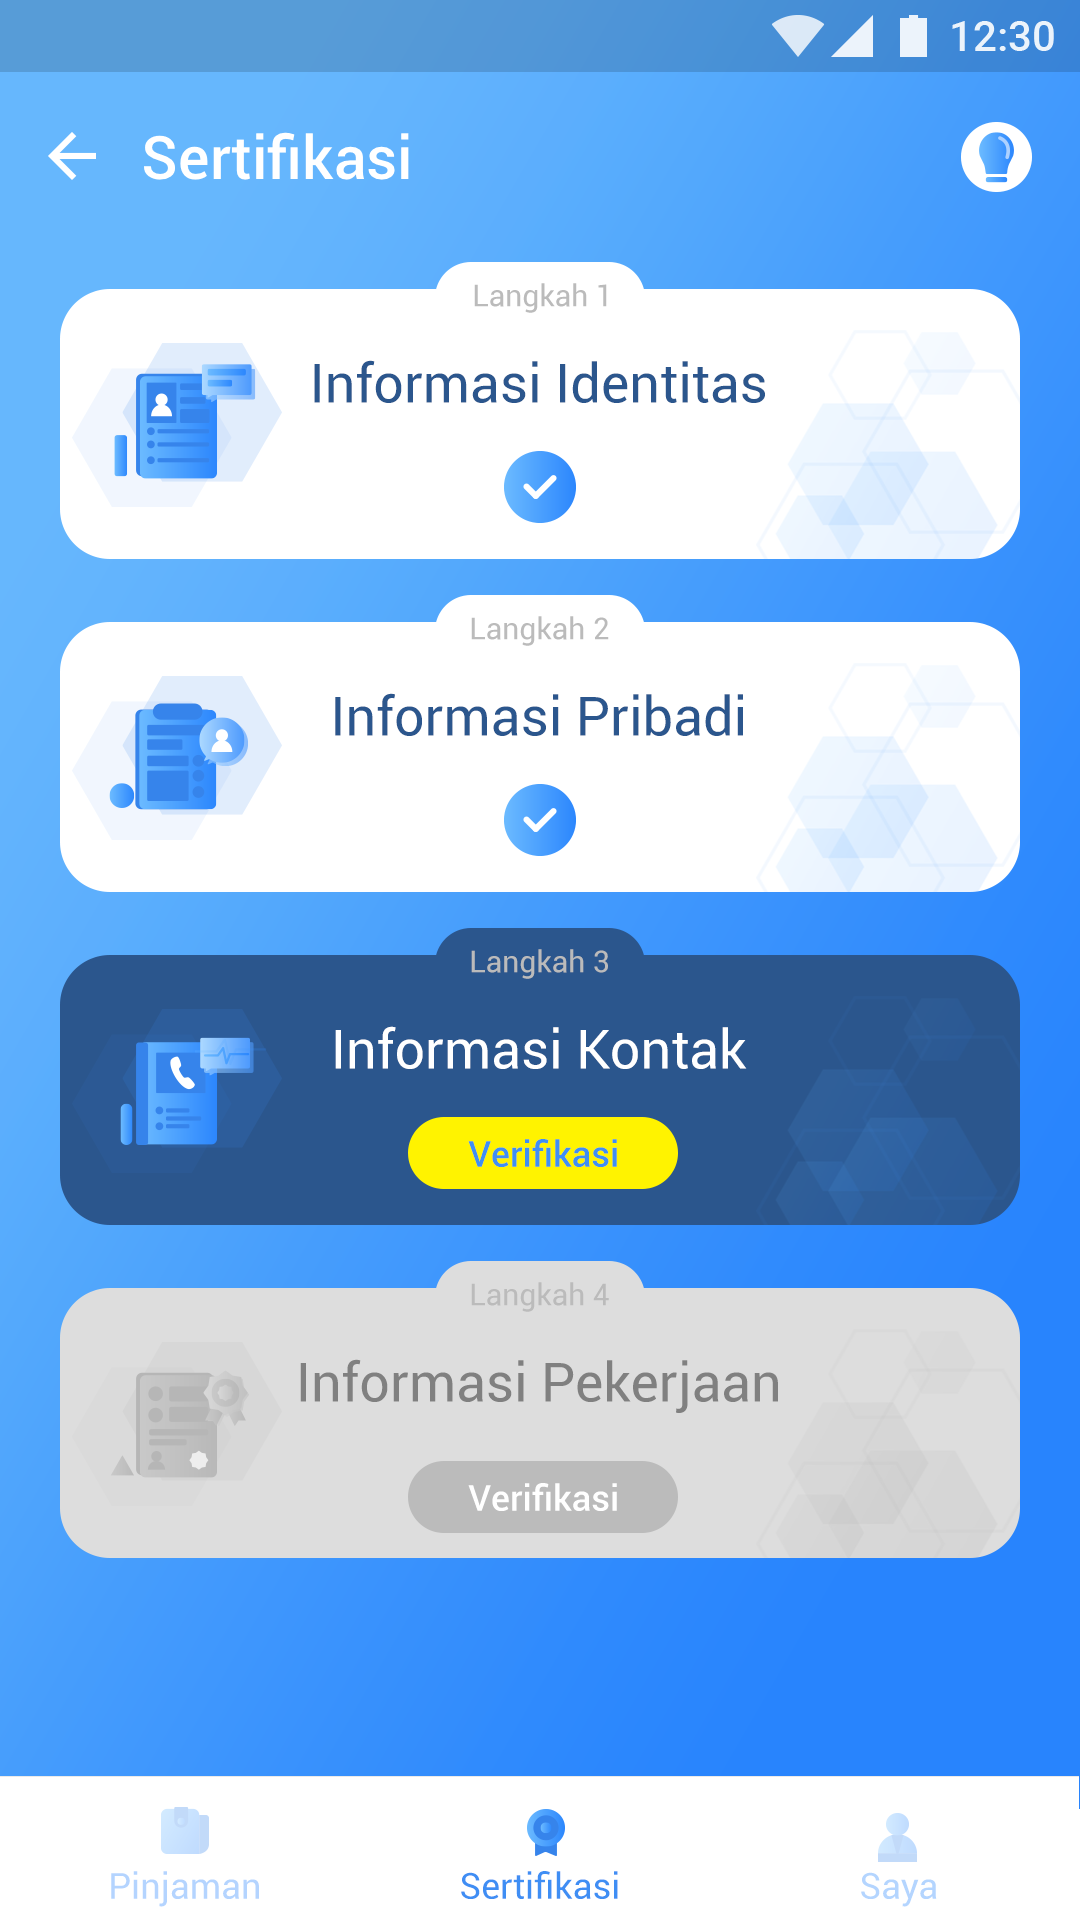 12:30
Sertifikasi
Langkah 1
Informasi Identitas
Langkah 2
Informasi Pribadi
Langkah 3
Informasi Kontak
Verifikasi
Langkah 4
Informasi Pekerjaan
Verifikasi
Pinjaman
Sertifikasi
Saya